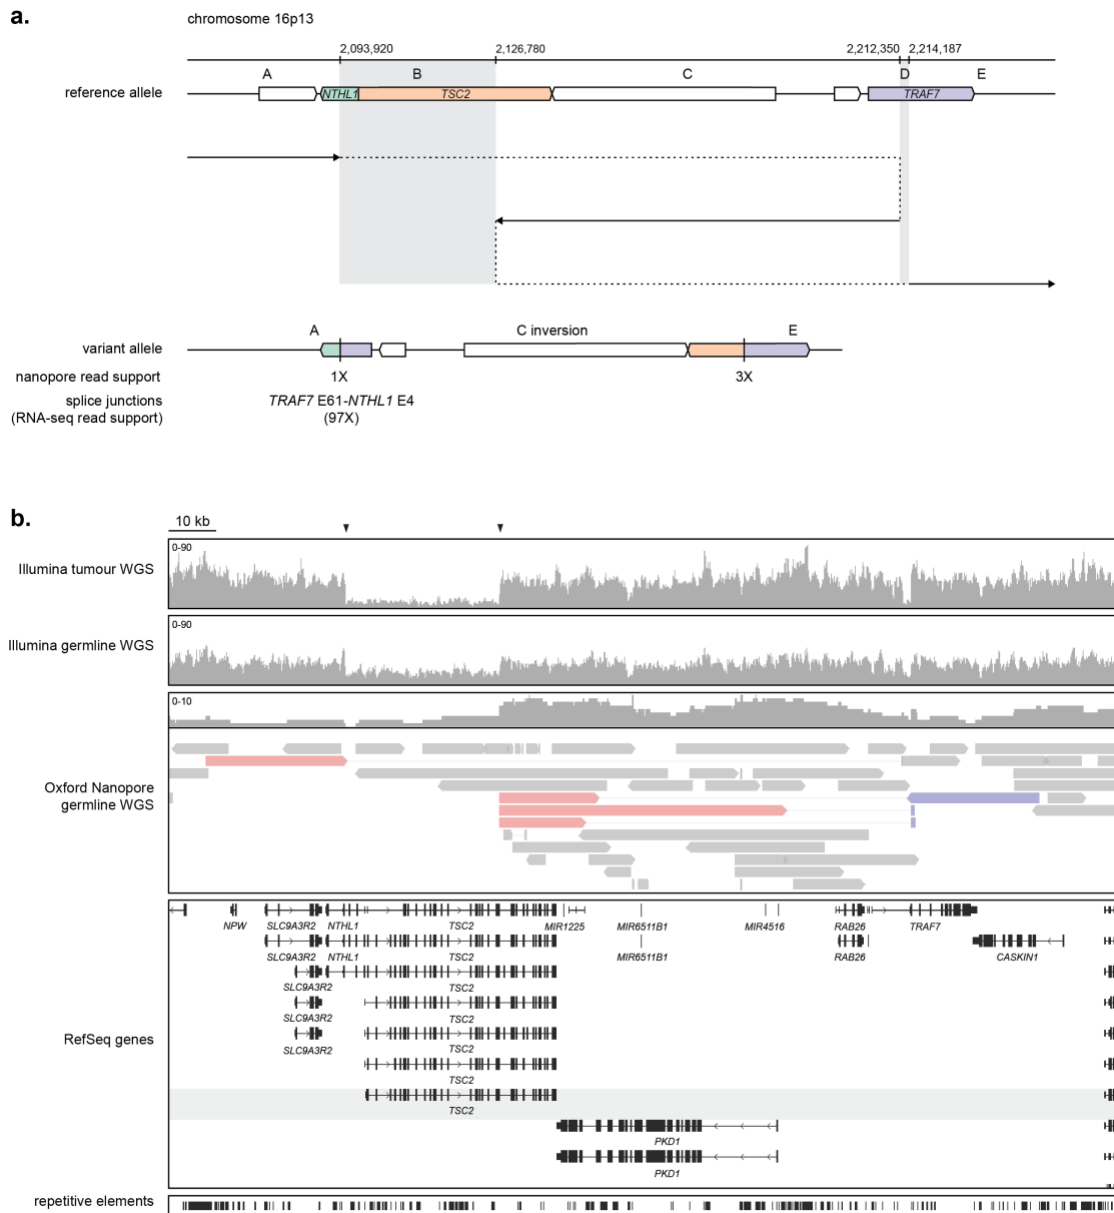 a.
chromosome 16p13
2,093,920 2,126,780 2,212,350 2,214,187
A B C D E
reference allele NTHL1 TSC2 TRAF7
A C inversion E
variant allele
nanopore read support 1X 3X
splice junctions TRAF7 E61-NTHL1 E4
(RNA-seq read support) (97X)
b.
10 kb
0-90
Illumina tumour WGS
0-90
Illumina germline WGS
0-10
Oxford Nanopore
germline WGS
NPW SLC9A3R2 NTHL1 TSC2 MIR1225 MIR6511B1 MIR4516 RAB26 TRAF7
SLC9A3R2 NTHL1 TSC2 MIR6511B1 RAB26 CASKIN1
SLC9A3R2 TSC2
SLC9A3R2 TSC2
RefSeq genes
SLC9A3R2 TSC2
TSC2
TSC2
PKD1
PKD1
repetitive elements